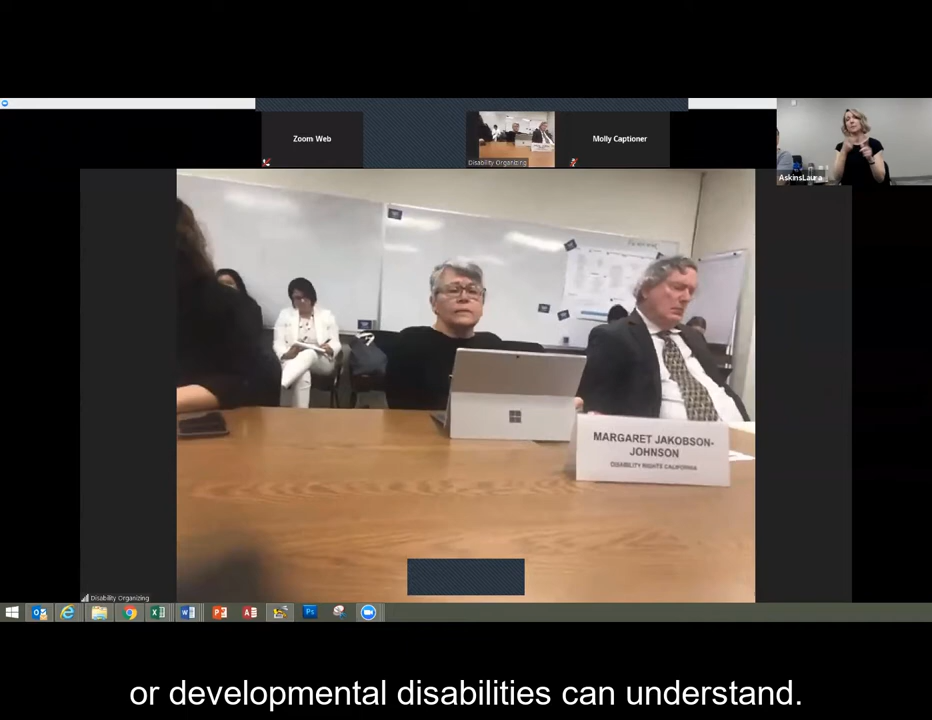 Zoom Web
Disability Organizing
Molly Captioner
AskinsLaura
MARGARET JAKOBSON-
JOHNSON
DISABILITY RIGHTS CALIFORNIA
Disability Organizing
or developmental disabilities can understand.